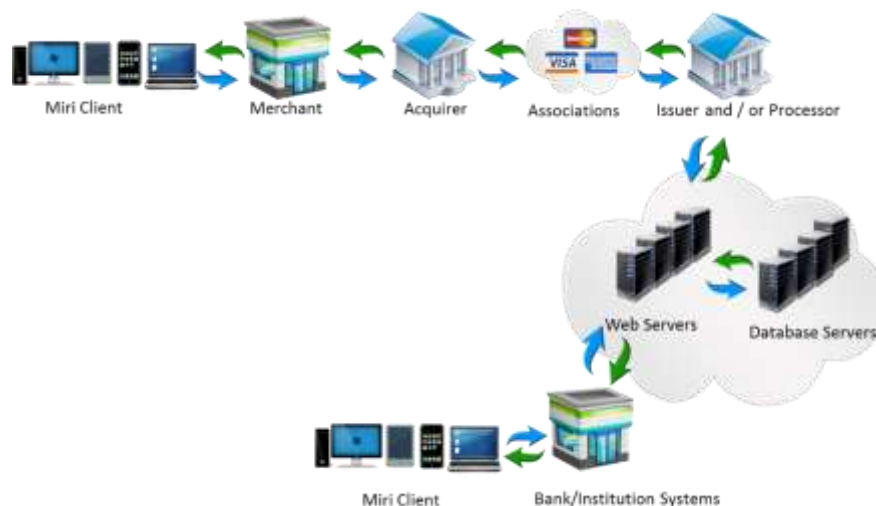 VISA
Miri Client
Merchant
Acquirer
Associations
Issuer and / or Processor
Web Servers
Database Servers
Miri Client
Bank/Institution Systems